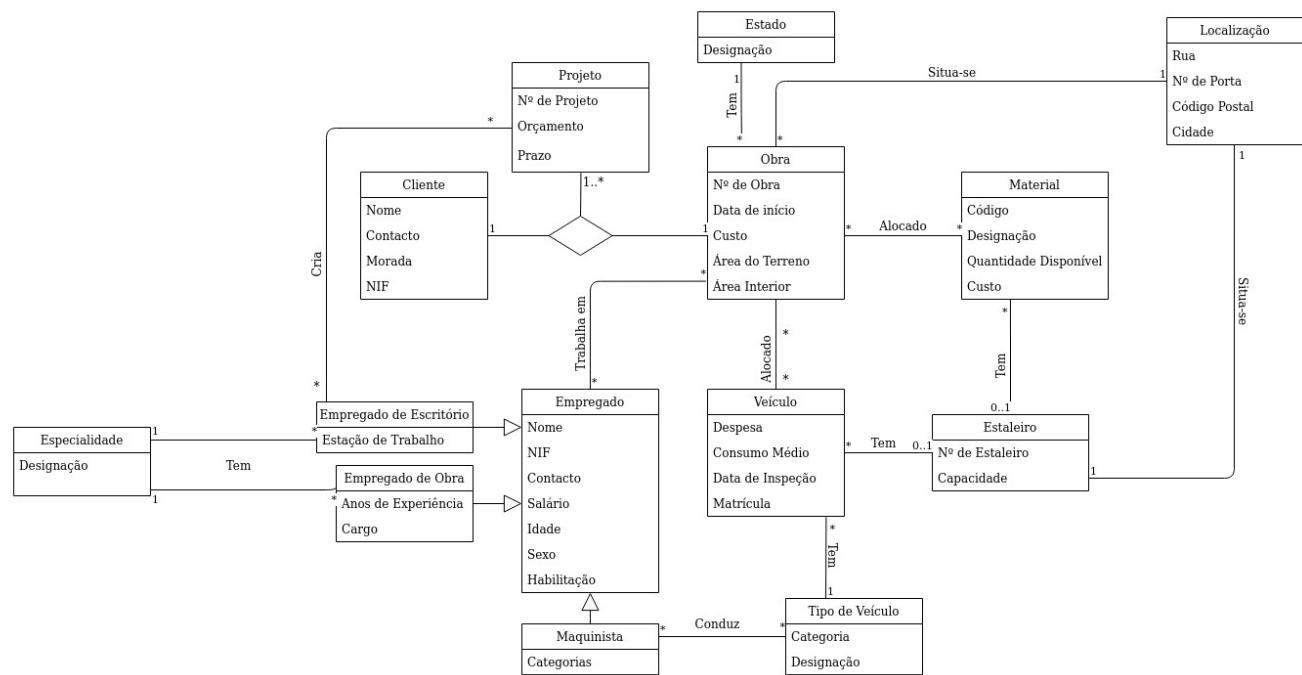 Estado
Designação
Localização
Rua
Nº de Porta
Código Postal
Cidade
Situa-se
1
*
1
Tem
*
Projeto
Nº de Projeto
Orçamento
Prazo
*
1..*
Cria
*
Cliente
Nome
Contacto
Morada
NIF
1
1
Obra
Nº de Obra
Data de início
Custo
Área do Terreno
Área Interior
*
Alocado
*
Material
Código
Designação
Quantidade Disponível
Custo
1
Situa-se
1
*
Tem
0..1
*
Trabalha em
*
*
Alocado
*
Especialidade
Designação
1
*
Tem
1
*
Empregado de Escritório
Estação de Trabalho
Empregado de Obra
Anos de Experiência
Cargo
Empregado
Nome
NIF
Contacto
Salário
Idade
Sexo
Habilitação
Veículo
Despesa
Consumo Médio
Data de Inspeção
Matrícula
*
Tem
0..1
Estaleiro
Nº de Estaleiro
Capacidade
*
Tem
1
Maquinista
Categorias
*
Conduz
*
Tipo de Veículo
Categoria
Designação